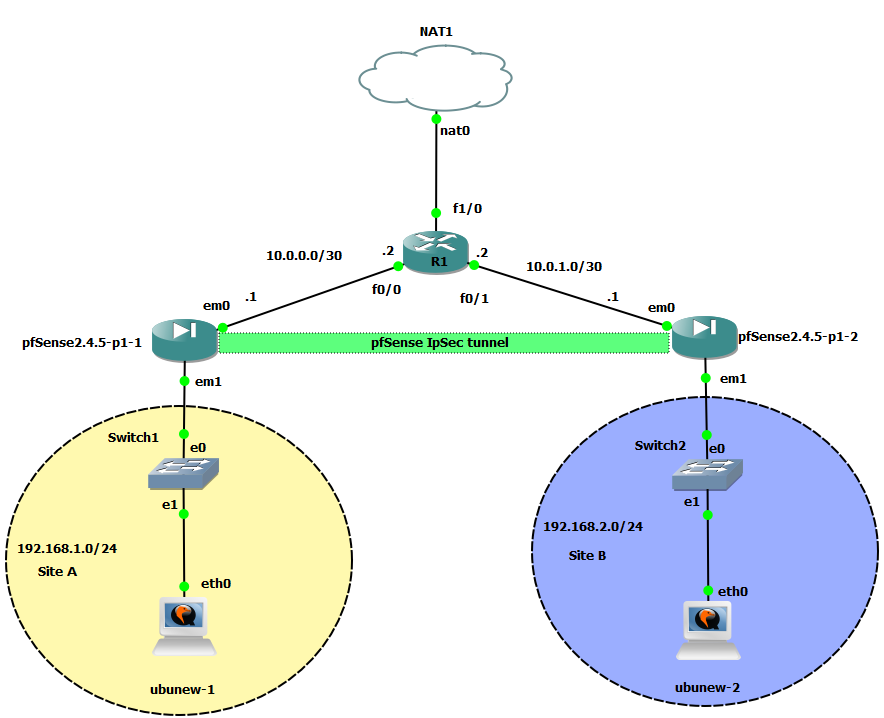 NAT1
nat0
f1/0
.2
.2
R1
10.0.0.0/30
10.0.1.0/30
f0/0
f0/1
.1
.1
em0
em0
pfSense2.4.5-p1-1
pfSense IpSec tunnel
pfSense2.4.5-p1-2
em1
em1
Switch1
e0
Switch2
e0
e1
e1
192.168.1.0/24
Site A
192.168.2.0/24
Site B
eth0
eth0
ubunew-1
ubunew-2